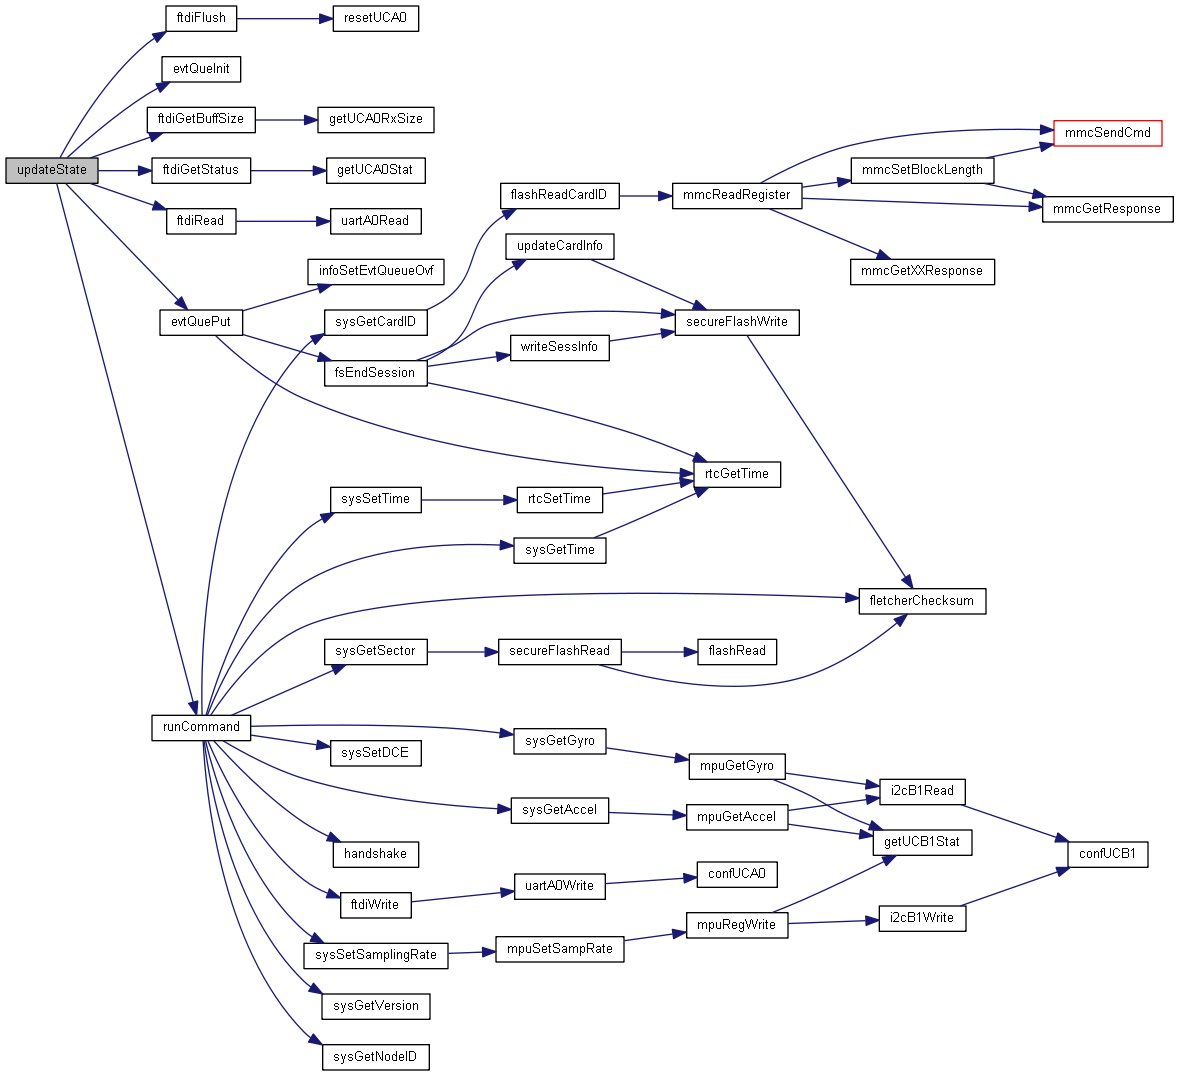 ftdiFlush
resetUCA0
evtQueInit
ftdiGetBuffSize
getUCA0RxSize
mmcSendCmd
updateState
ftdiGetStatus
getUCA0Stat
mmcSetBlockLength
flashReadCardID
mmcReadRegister
mmcGetResponse
ftdiRead
uartA0Read
updateCardInfo
infoSetEvtQueueOvf
mmcGetXXResponse
evtQuePut
sysGetCardID
secureFlashWrite
writeSessInfo
fsEndSession
rtcGetTime
sysSetTime
rtcSetTime
sysGetTime
fletcherChecksum
sysGetSector
secureFlashRead
flashRead
runCommand
sysGetGyro
sysSetDCE
mpuGetGyro
i2cB1Read
sysGetAccel
mpuGetAccel
getUCB1Stat
handshake
confUCB1
confUCA0
uartA0Write
ftdiWrite
i2cB1Write
mpuRegWrite
sysSetSamplingRate
mpuSetSampRate
sysGetVersion
sysGetNodeID